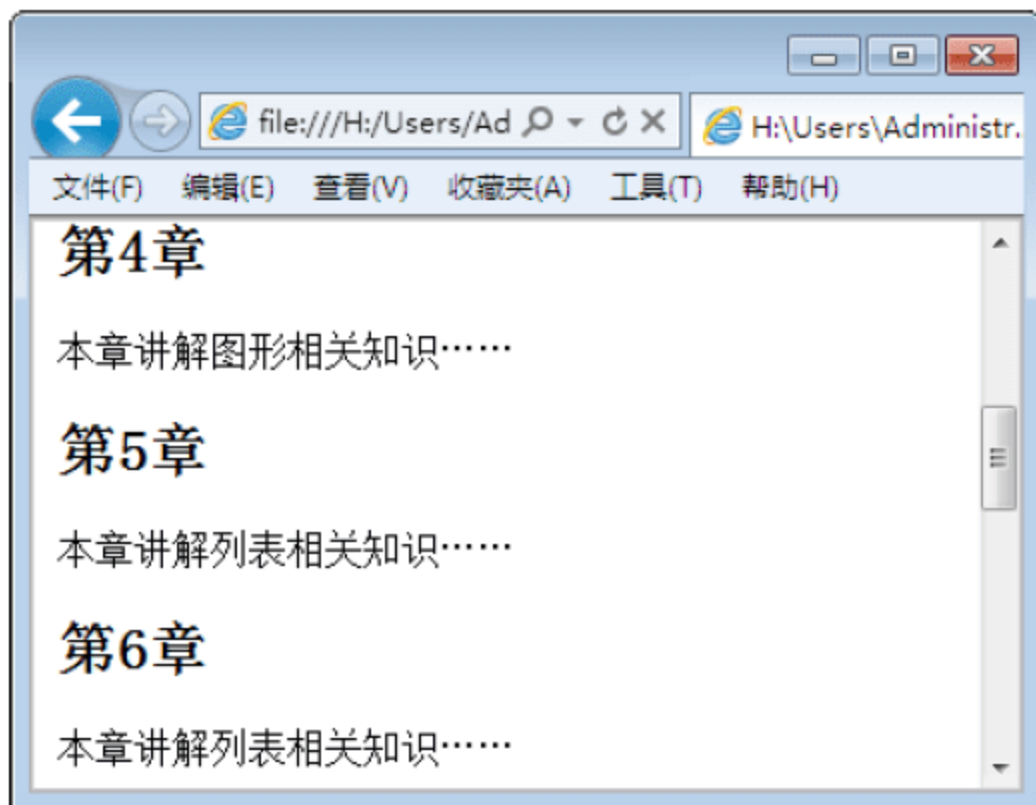 file:///H:/Users/Ad
H:\Users\Administr.
文件(F) 编辑(E) 查看(V) 收藏夹(A) 工具(T) 帮助(H)
第4章
本章讲解图形相关知识……
第5章
本章讲解列表相关知识……
第6章
本章讲解列表相关知识……